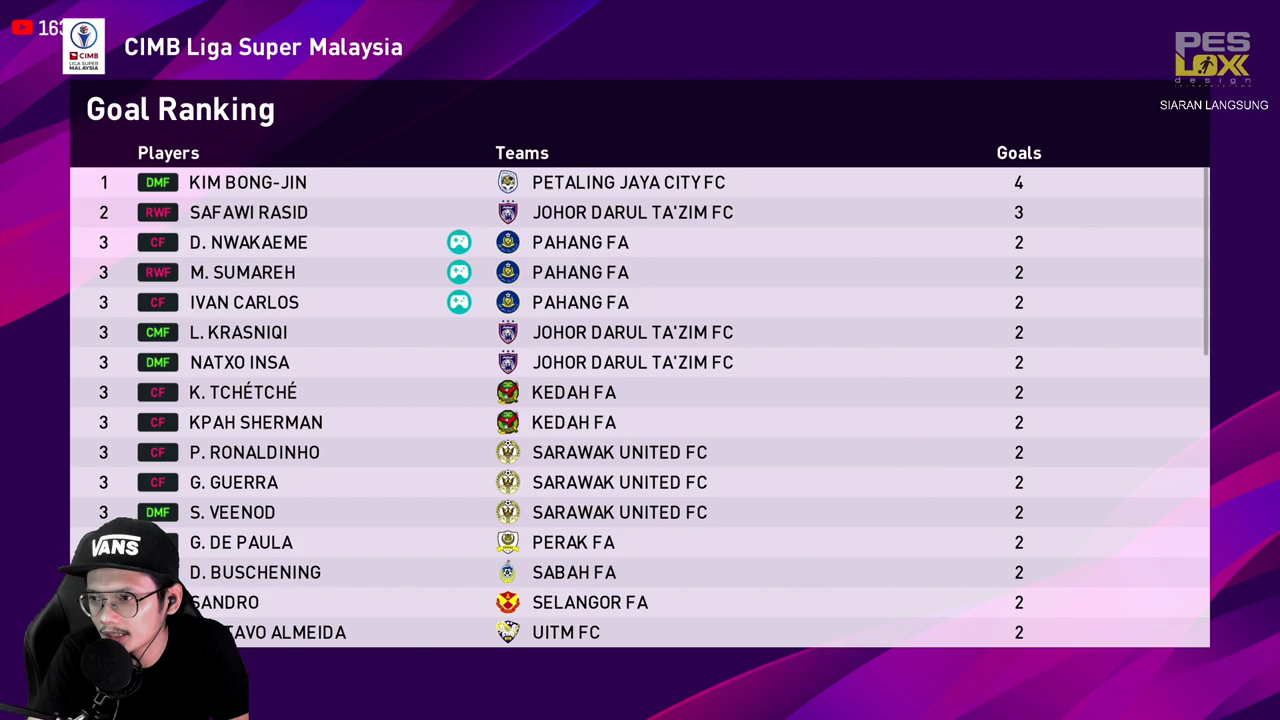 163
CIMB Liga Super Malaysia
CIMB
LIGA SUPER
MALAYSIA
PES
LOXX
design
SIARAN LANGSUNG
Goal Ranking
Players Teams Goals
1 DMF KIM BONG-JIN PETALING JAYA CITY FC 4
2 RWF SAFAWI RASID JOHOR DARUL TA'ZIM FC 3
3 CF D. NWAKAEME PAHANG FA 2
3 RWF M. SUMAREH PAHANG FA 2
3 CF IVAN CARLOS PAHANG FA 2
3 CMF L. KRASNIQI JOHOR DARUL TA'ZIM FC 2
3 DMF NATXO INSA JOHOR DARUL TA'ZIM FC 2
3 CF K. TCHÉTCHÉ KEDAH FA 2
3 CF KPAH SHERMAN KEDAH FA 2
3 CF P. RONALDINHO SARAWAK UNITED FC 2
3 CF G. GUERRA SARAWAK UNITED FC 2
3 DMF S. VEENOD SARAWAK UNITED FC 2
G. DE PAULA PERAK FA 2
D. BUSCHENING SABAH FA 2
SANDRO SELANGOR FA 2
TAVO ALMEIDA UITM FC 2
VANS